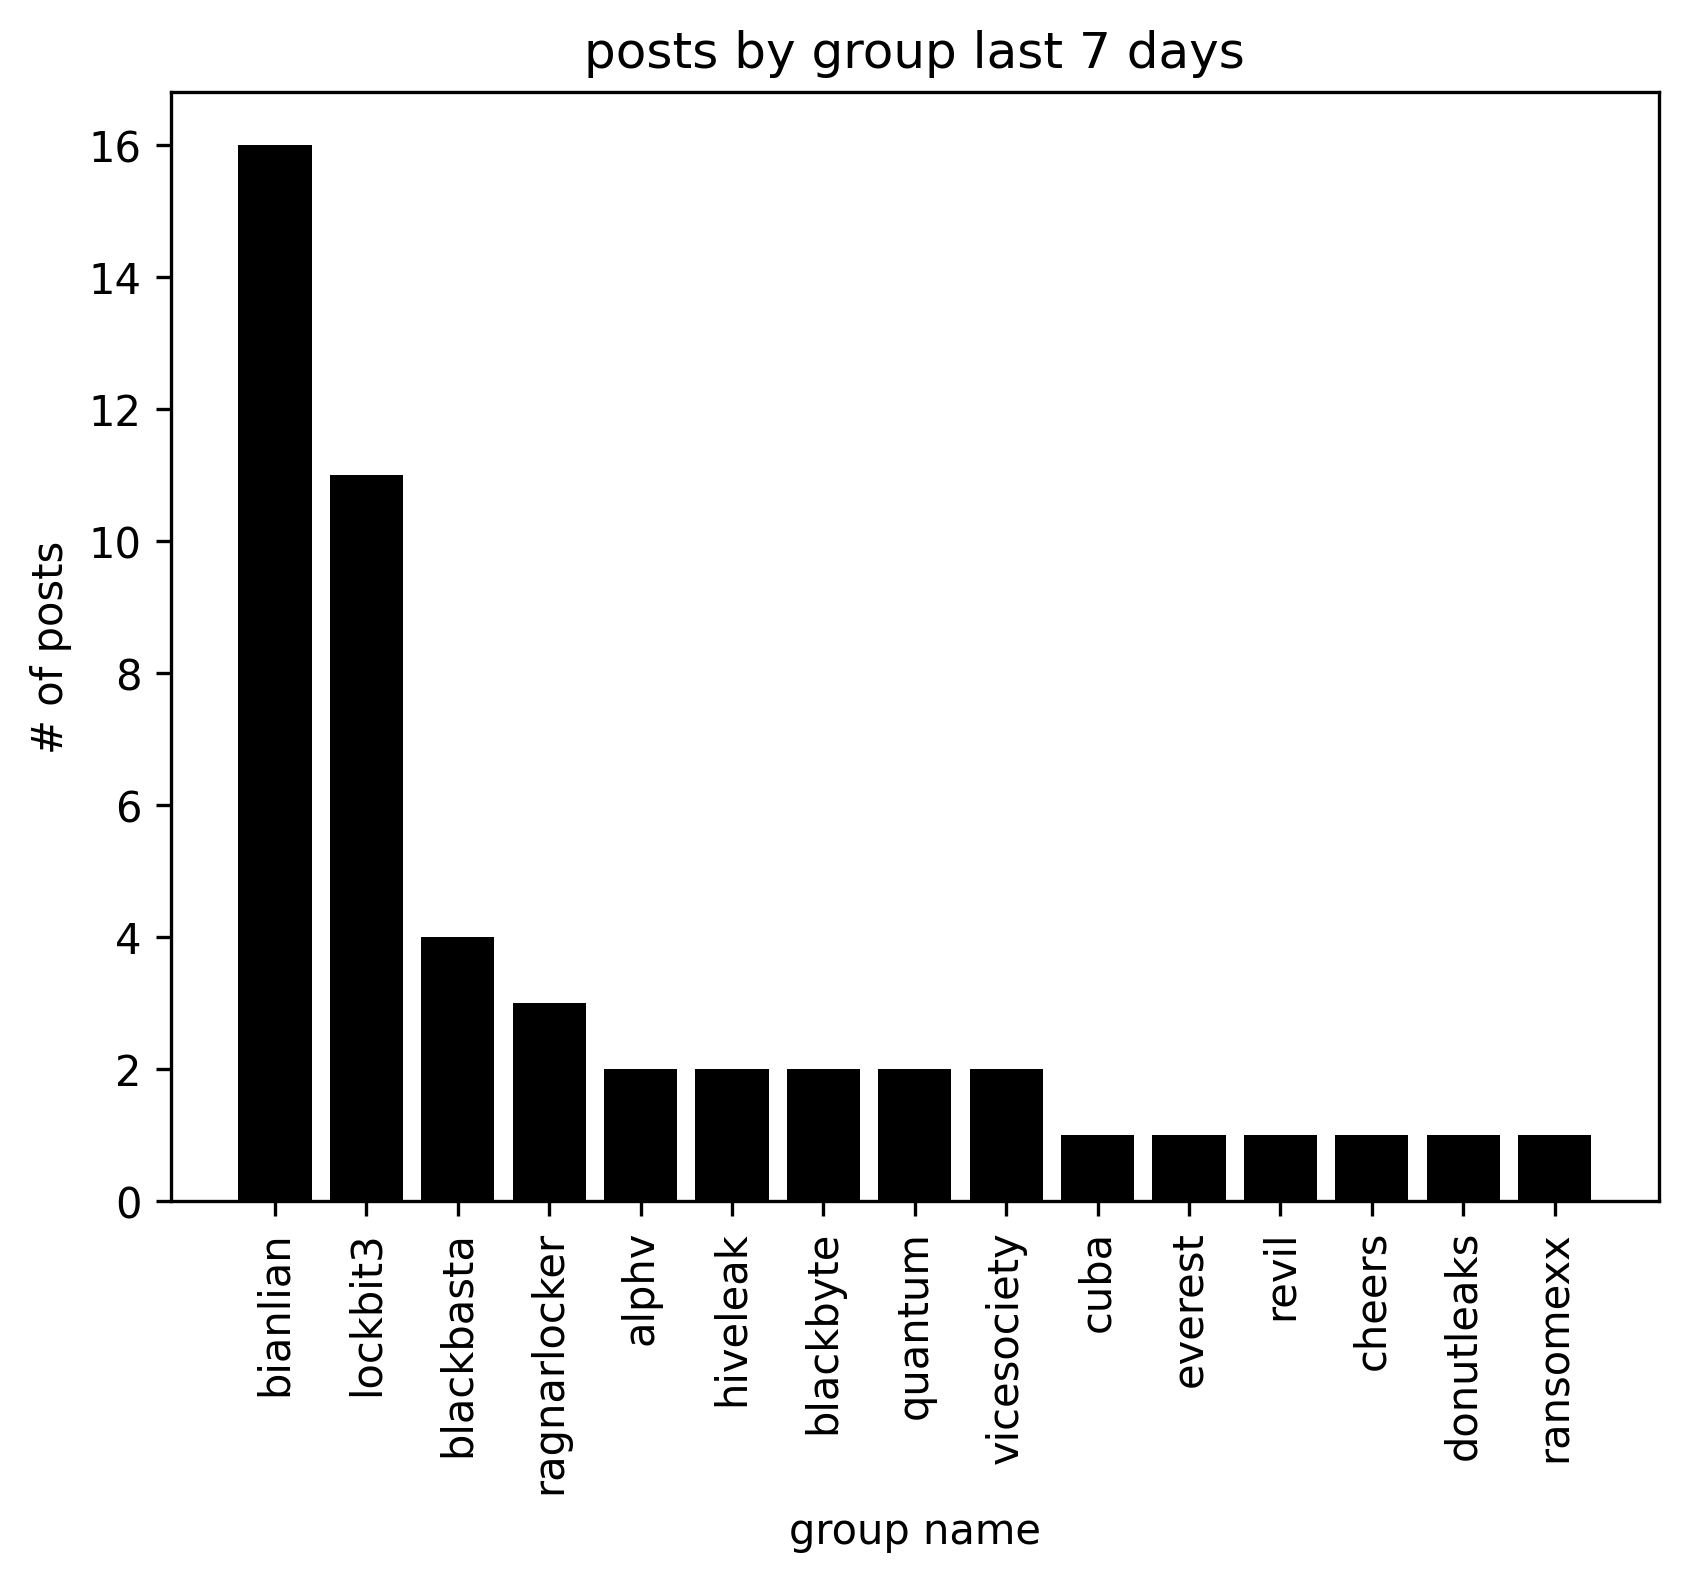 posts by group last 7 days
# of posts
16
14
12
10
8
6
4
2
0
bianlian
lockbit3
blackbasta
ragnarlocker
alphv
hiveleak
blackbyte
quantum
vicesociety
cuba
everest
revil
cheers
donutleaks
ransomexx
group name